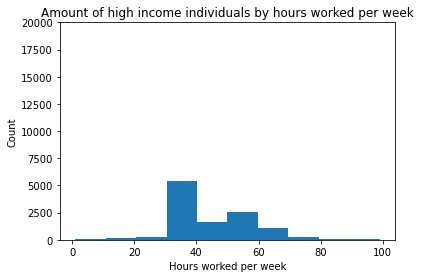 Amount of high income individuals by hours worked per week
20000
17500
15000
12500
10000
7500
5000
2500
0
Count
0 20 40 60 80 100
Hours worked per week